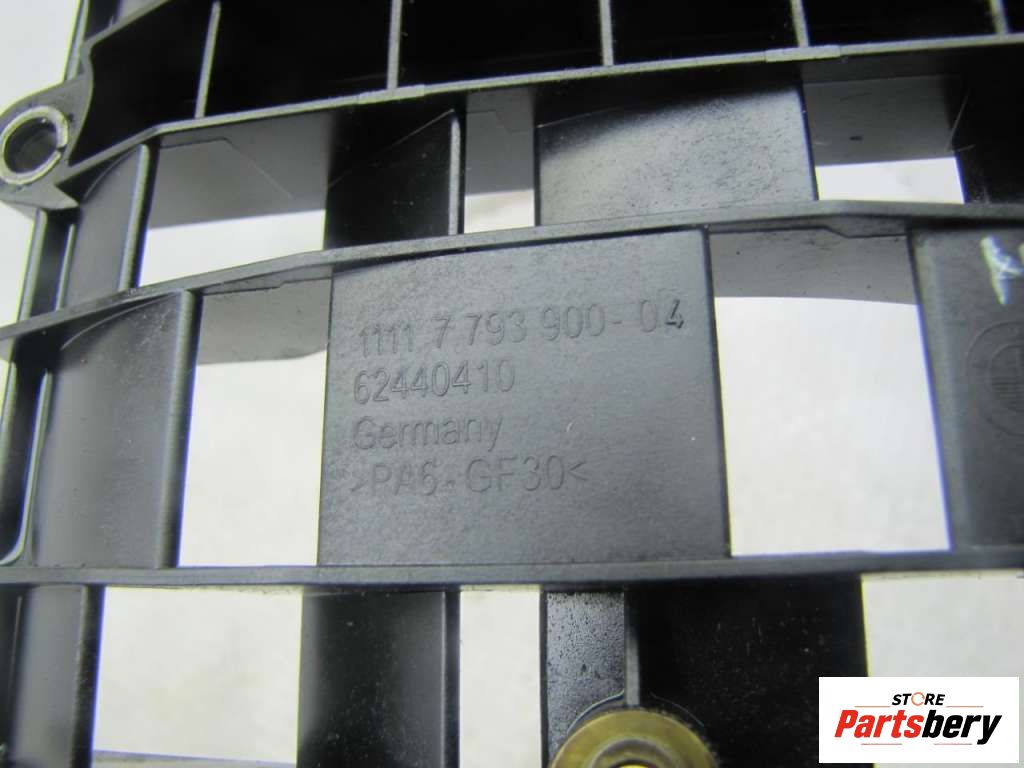 1111 7 793 900-04
62440410
Germany
>PA6-GF30<
STORE
Partsbery